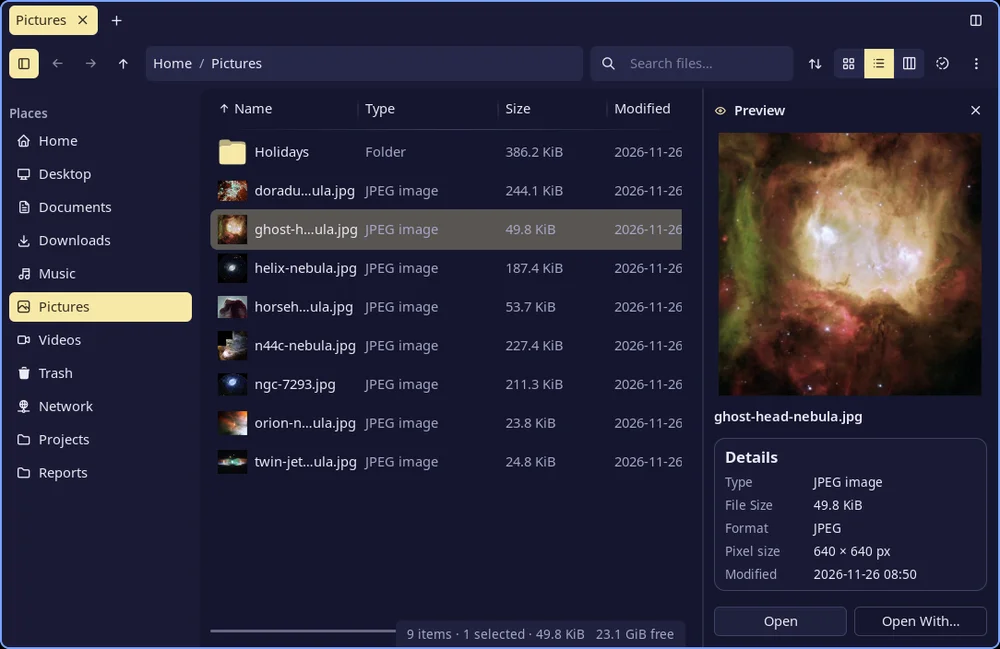 Pictures
Home / Pictures
Search files...
Places
Home
Desktop
Documents
Downloads
Music
Pictures
Videos
Trash
Network
Projects
Reports
Name Type Size Modified
Holidays Folder 386.2 KiB 2026-11-26
doradu...ula.jpg JPEG image 244.1 KiB 2026-11-26
ghost-h...ula.jpg JPEG image 49.8 KiB 2026-11-26
helix-nebula.jpg JPEG image 187.4 KiB 2026-11-26
horseh...ula.jpg JPEG image 53.7 KiB 2026-11-26
n44c-nebula.jpg JPEG image 227.4 KiB 2026-11-26
ngc-7293.jpg JPEG image 211.3 KiB 2026-11-26
orion-n...ula.jpg JPEG image 23.8 KiB 2026-11-26
twin-jet...ula.jpg JPEG image 24.8 KiB 2026-11-26
9 items · 1 selected · 49.8 KiB 23.1 GiB free
Preview
ghost-head-nebula.jpg
Details
Type JPEG image
File Size 49.8 KiB
Format JPEG
Pixel size 640 × 640 px
Modified 2026-11-26 08:50
Open Open With...